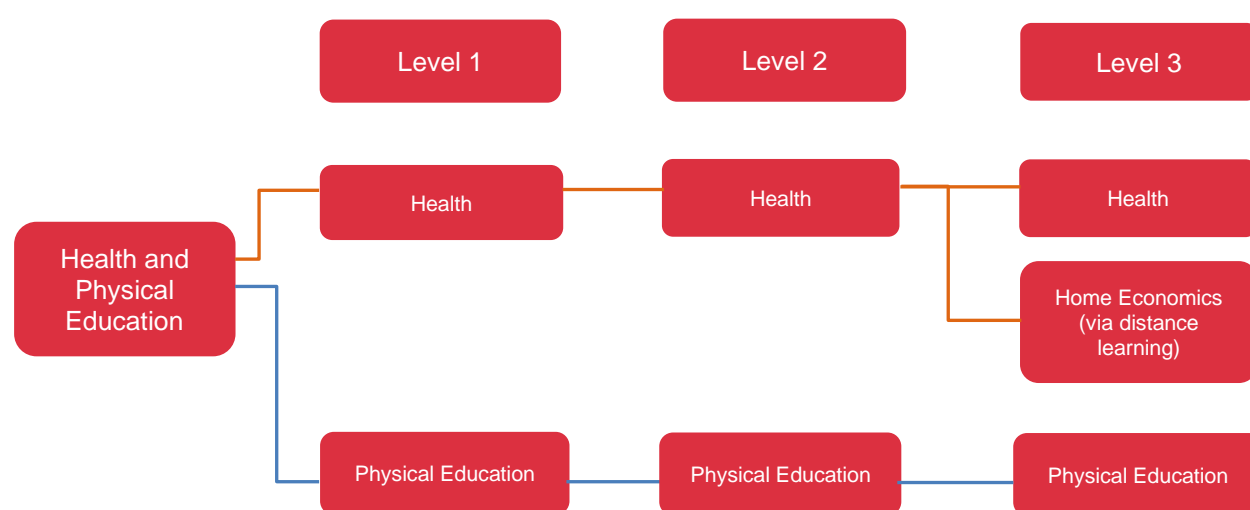 Level 1
Level 2
Level 3
Health
Health
Health
Health and
Physical
Education
Home Economics
(via distance
learning)
Physical Education
Physical Education
Physical Education